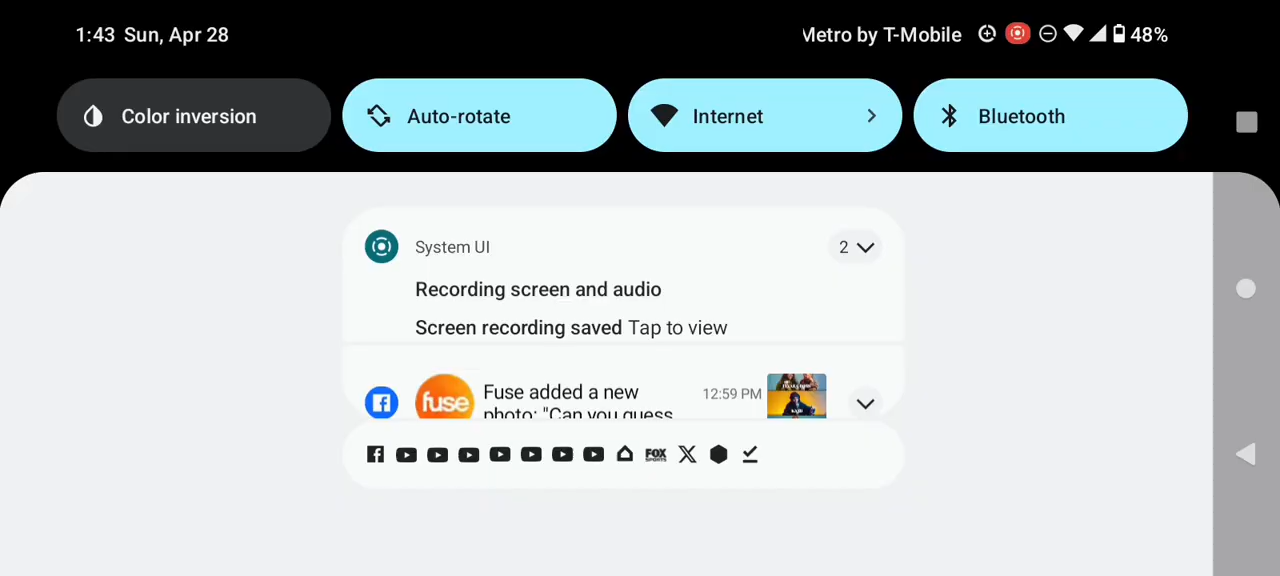 1:43 Sun, Apr 28
Metro by T-Mobile 48%
Color inversion
Auto-rotate
Internet
Bluetooth
System UI
2
Recording screen and audio
Screen recording saved Tap to view
fuse
Fuse added a new
12:59 PM
photo: "Can you guess
FOX
SPORTS